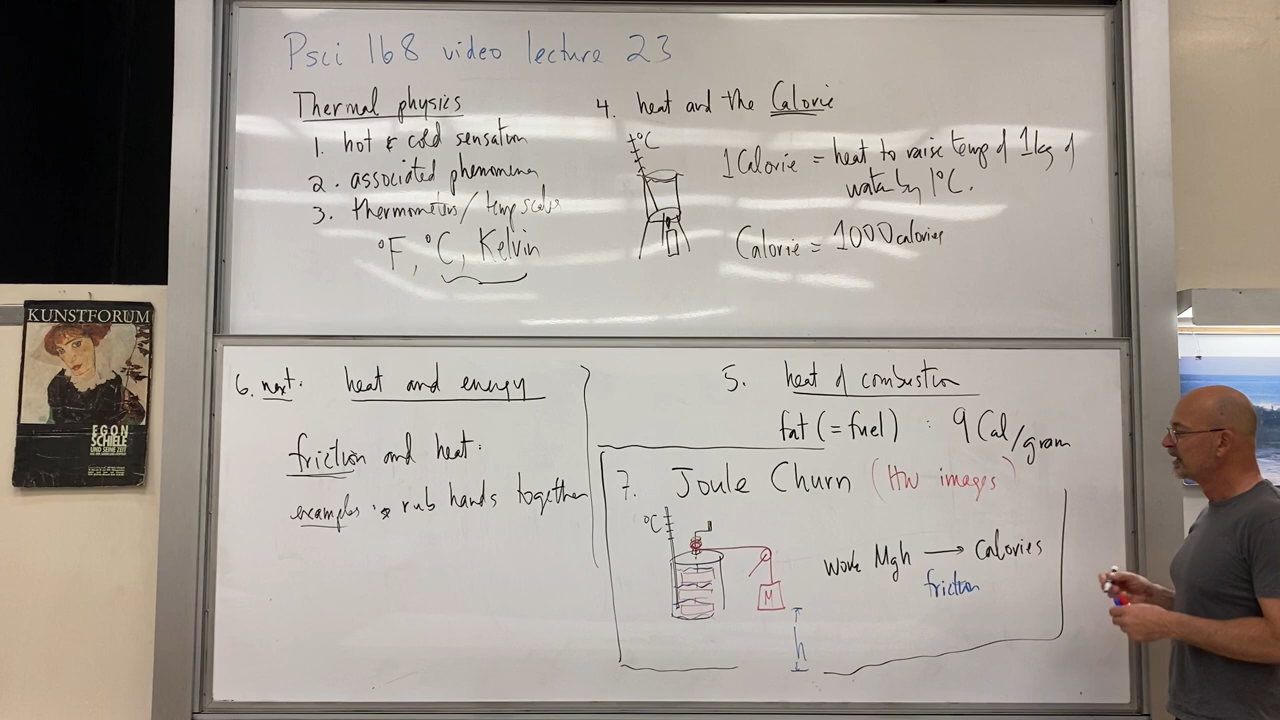 Psci 168 video lecture 23
Thermal physics
1. hot & cold sensation
2. associated phenomena
3. thermometers/temp scales
°F, °C, Kelvin
4. heat and the Calorie
°C
1 Calorie = heat to raise temp of 1kg of
water by 1°C.
Calorie = 1000 calories
6. next: heat and energy
friction and heat:
examples: rub hands together
5. heat of combustion
fat (=fuel) : 9 Cal/gram
7. Joule Churn (HW images)
°C
M
h
work Mgh → Calories
friction
KUNSTFORUM
EGON
SCHIELE
UND SEINE ZEIT